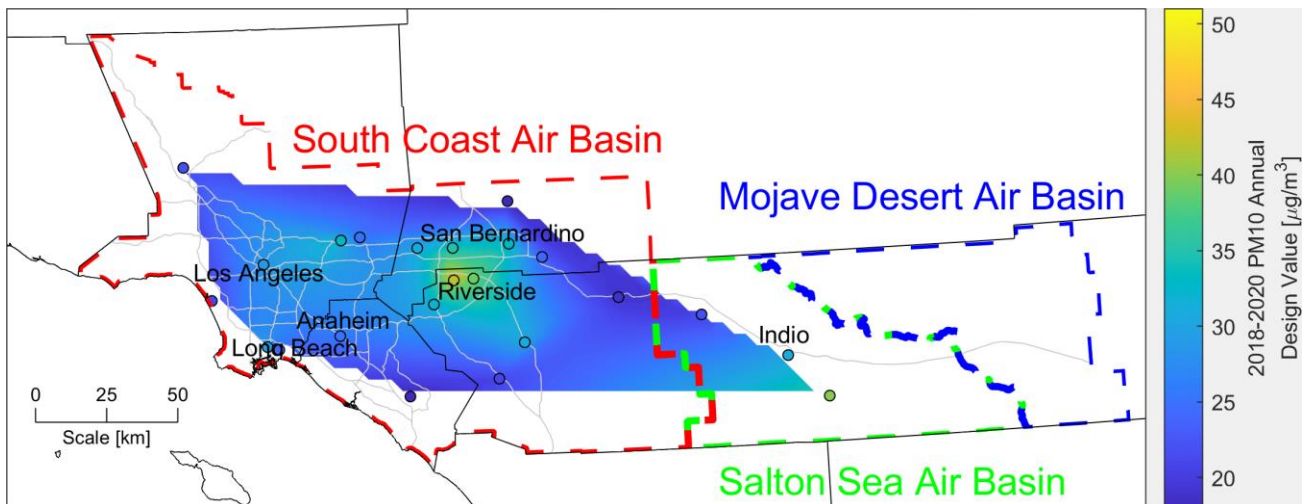 South Coast Air Basin
Mojave Desert Air Basin
San Bernardino
Los Angeles
Riverside
Anaheim
Indio
Long Beach
0 25 50
Scale [km]
Salton Sea Air Basin
50
45
40
35
30
25
20
2018-2020 PM10 Annual
Design Value [μg/m³]